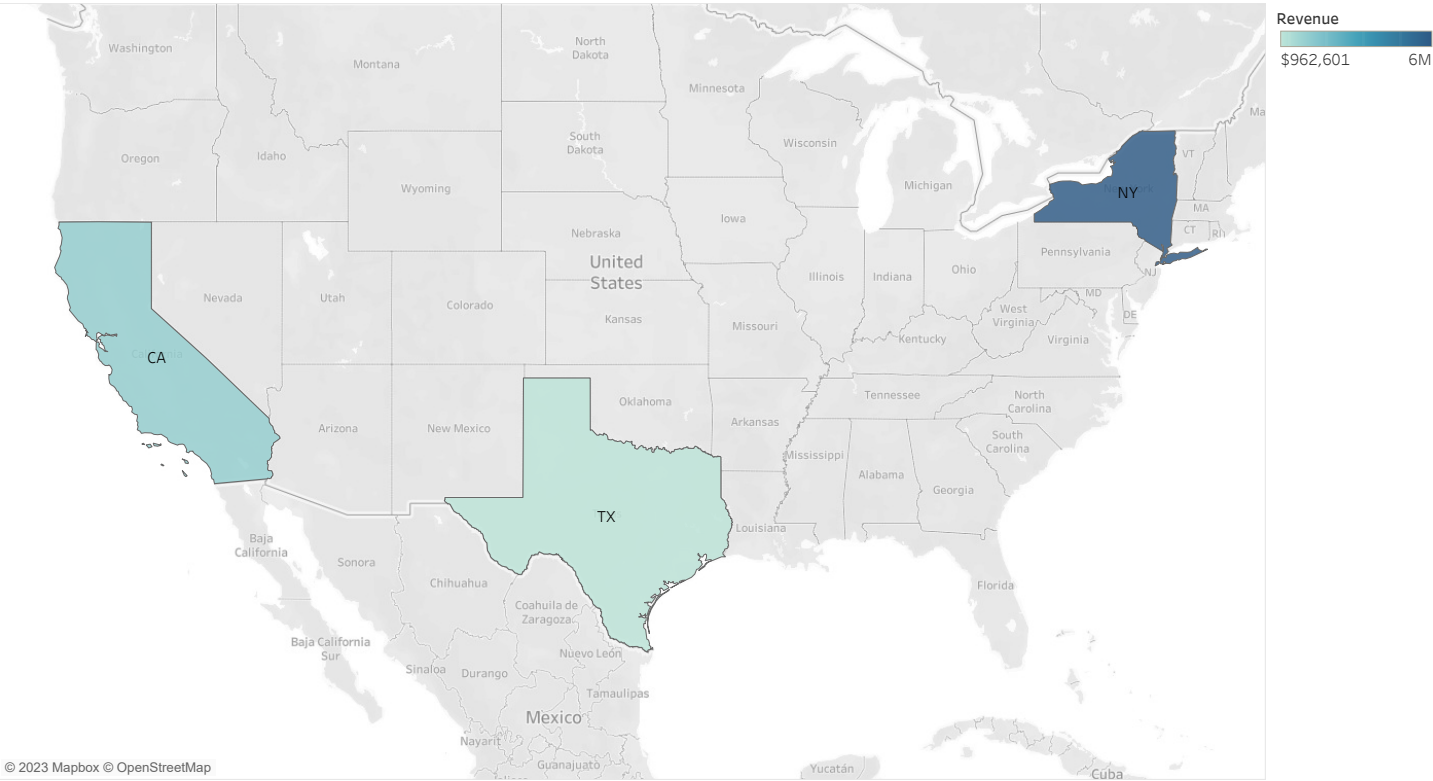 Revenue
$962,601 6M
Washington
Montana
North
Dakota
Minnesota
Oregon
Idaho
South
Dakota
Wisconsin
Michigan
Wyoming
Iowa
Nebraska
United
States
Nevada
Utah
Colorado
Kansas
Illinois
Indiana
Ohio
Pennsylvania
NY
VT
MA
CT
RI
NJ
MD
DE
West
Virginia
Virginia
Kentucky
Missouri
CA
Arizona
New Mexico
Oklahoma
Arkansas
Tennessee
North
Carolina
South
Carolina
Mississippi
Alabama
Georgia
TX
Louisiana
Florida
Baja
California
Sonora
Chihuahua
Coahuila de
Zaragoza
Nuevo León
Baja California
Sur
Sinaloa
Durango
Tamaulipas
Mexico
Nayarit
Guanajuato
Yucatán
Cuba
Ma
© 2023 Mapbox © OpenStreetMap